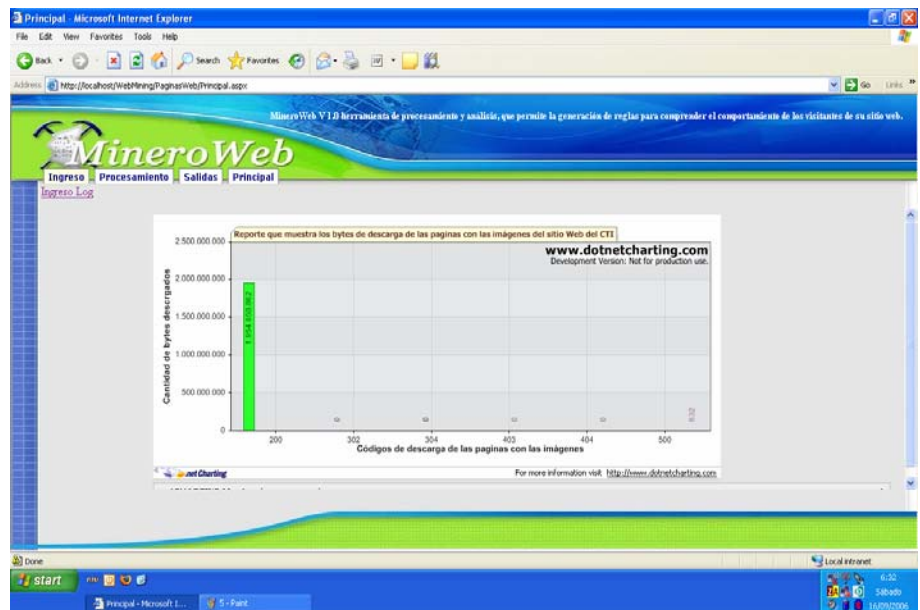 Principal - Microsoft Internet Explorer
File Edit View Favorites Tools Help
Back Search Favorites
Address http://localhost/WebMining/PaginasWeb/Principal.aspx Go Links »
MineroWeb V 1.0 herramienta de procesamiento y analisis, que permite la generación de reglas para comprender el comportamiento de los visitantes de su sitio web.
MineroWeb
Ingreso Procesamiento Salidas Principal
Ingreso Log
Reporte que muestra los bytes de descarga de las paginas con las imágenes del sitio Web del CTI
www.dotnetcharting.com
Development Version: Not for production use.
Cantidad de bytes descrgados
2.500.000.000
2.000.000.000
1.500.000.000
1.000.000.000
500.000.000
0
0 0 0 0 632
200 302 304 403 404 500
Códigos de descarga de las paginas con las imágenes
.net Charting
For more information visit http://www.dotnetcharting.com
Done
Local intranet
start
Principal - Microsoft I... 5 - Paint
6:32
Sábado
16/09/2006